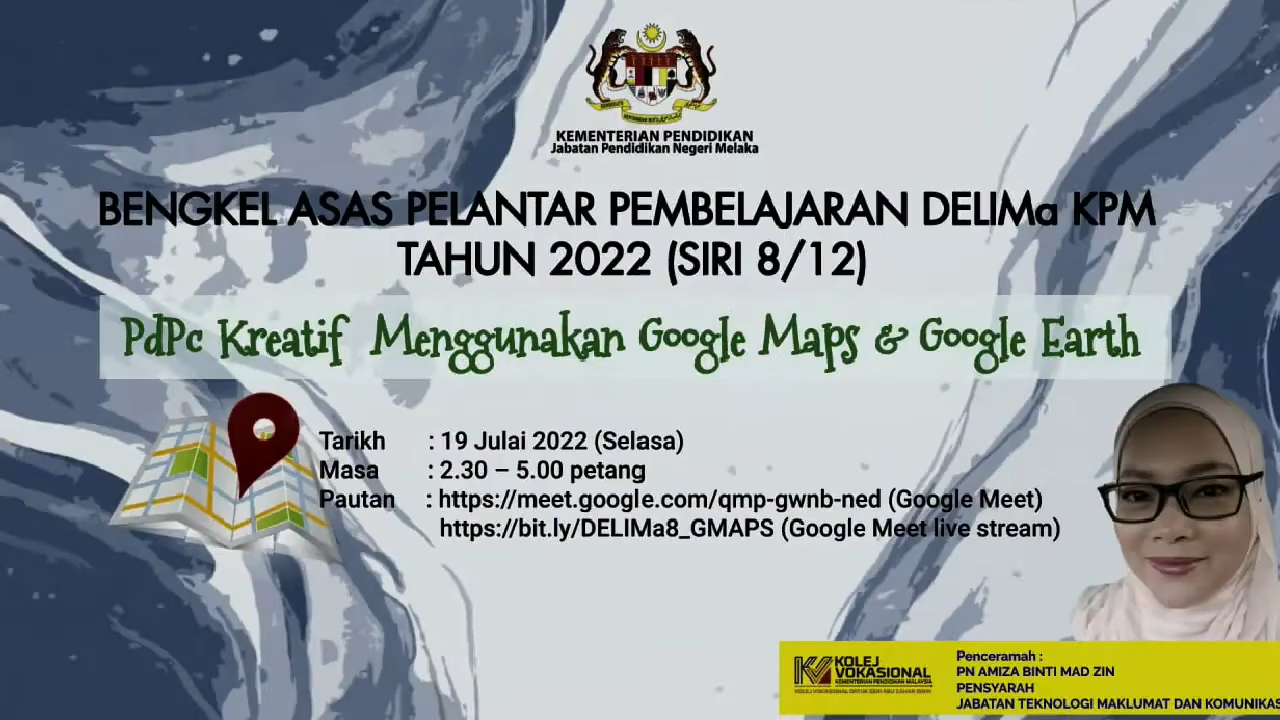 KEMENTERIAN PENDIDIKAN
Jabatan Pendidikan Negeri Melaka
BENGKEL ASAS PELANTAR PEMBELAJARAN DELIMa KPM
TAHUN 2022 (SIRI 8/12)
PdPc Kreatif Menggunakan Google Maps & Google Earth
Tarikh : 19 Julai 2022 (Selasa)
Masa : 2.30 – 5.00 petang
Pautan : https://meet.google.com/qmp-gwnb-ned (Google Meet)
https://bit.ly/DELIMa8_GMAPS (Google Meet live stream)
KOLEJ
VOKASIONAL
KEMENTERIAN PENDIDIKAN MALAYSIA
Penceramah :
PN AMIZA BINTI MAD ZIN
PENSYARAH
JABATAN TEKNOLOGI MAKLUMAT DAN KOMUNIKAS